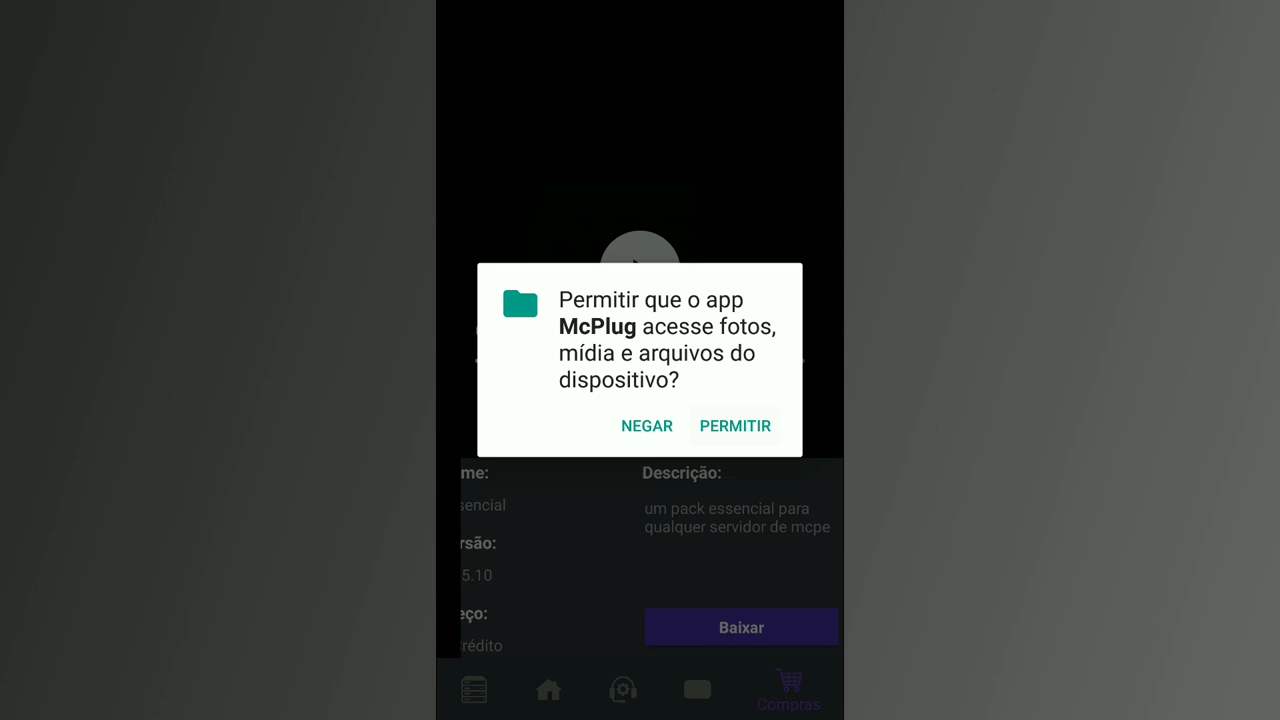 Permitir que o app
McPlug acesse fotos,
mídia e arquivos do
dispositivo?
NEGAR
PERMITIR
me:
sencial
rsão:
5.10
eço:
Crédito
Descrição:
um pack essencial para
qualquer servidor de mcpe
Baixar
Compras